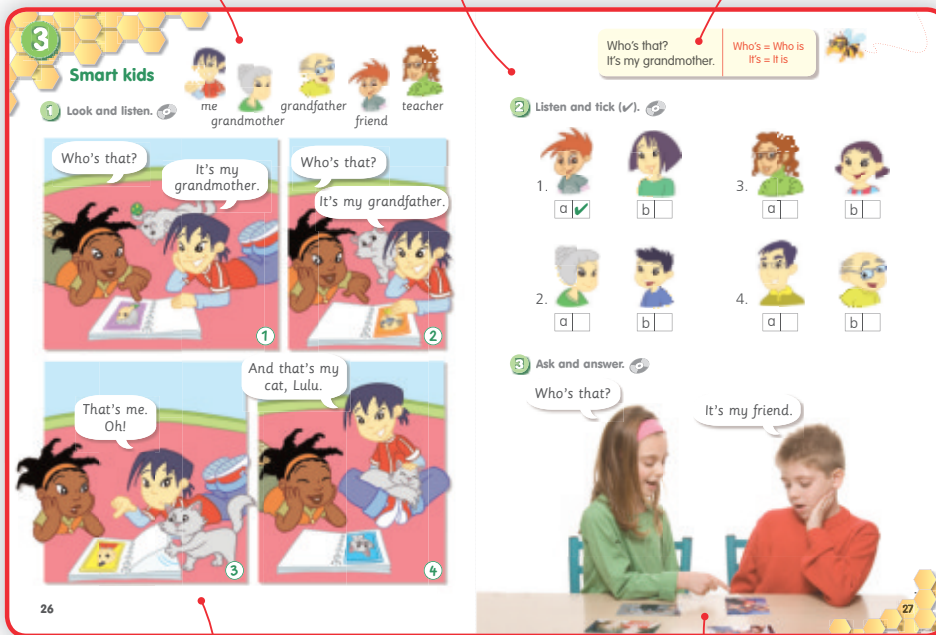 3
Smart kids
me
grandmother
grandfather
friend
teacher
1 Look and listen.
Who's that?
It's my
grandmother.
1
Who's that?
It's my grandfather.
2
That's me.
Oh!
3
And that's my
cat, Lulu.
4
26
Who's that?
It's my grandmother.
Who's = Who is
It's = It is
2 Listen and tick (✔).
1.
a ✔
b
2.
a
b
3.
a
b
4.
a
b
3 Ask and answer.
Who's that?
It's my friend.
27